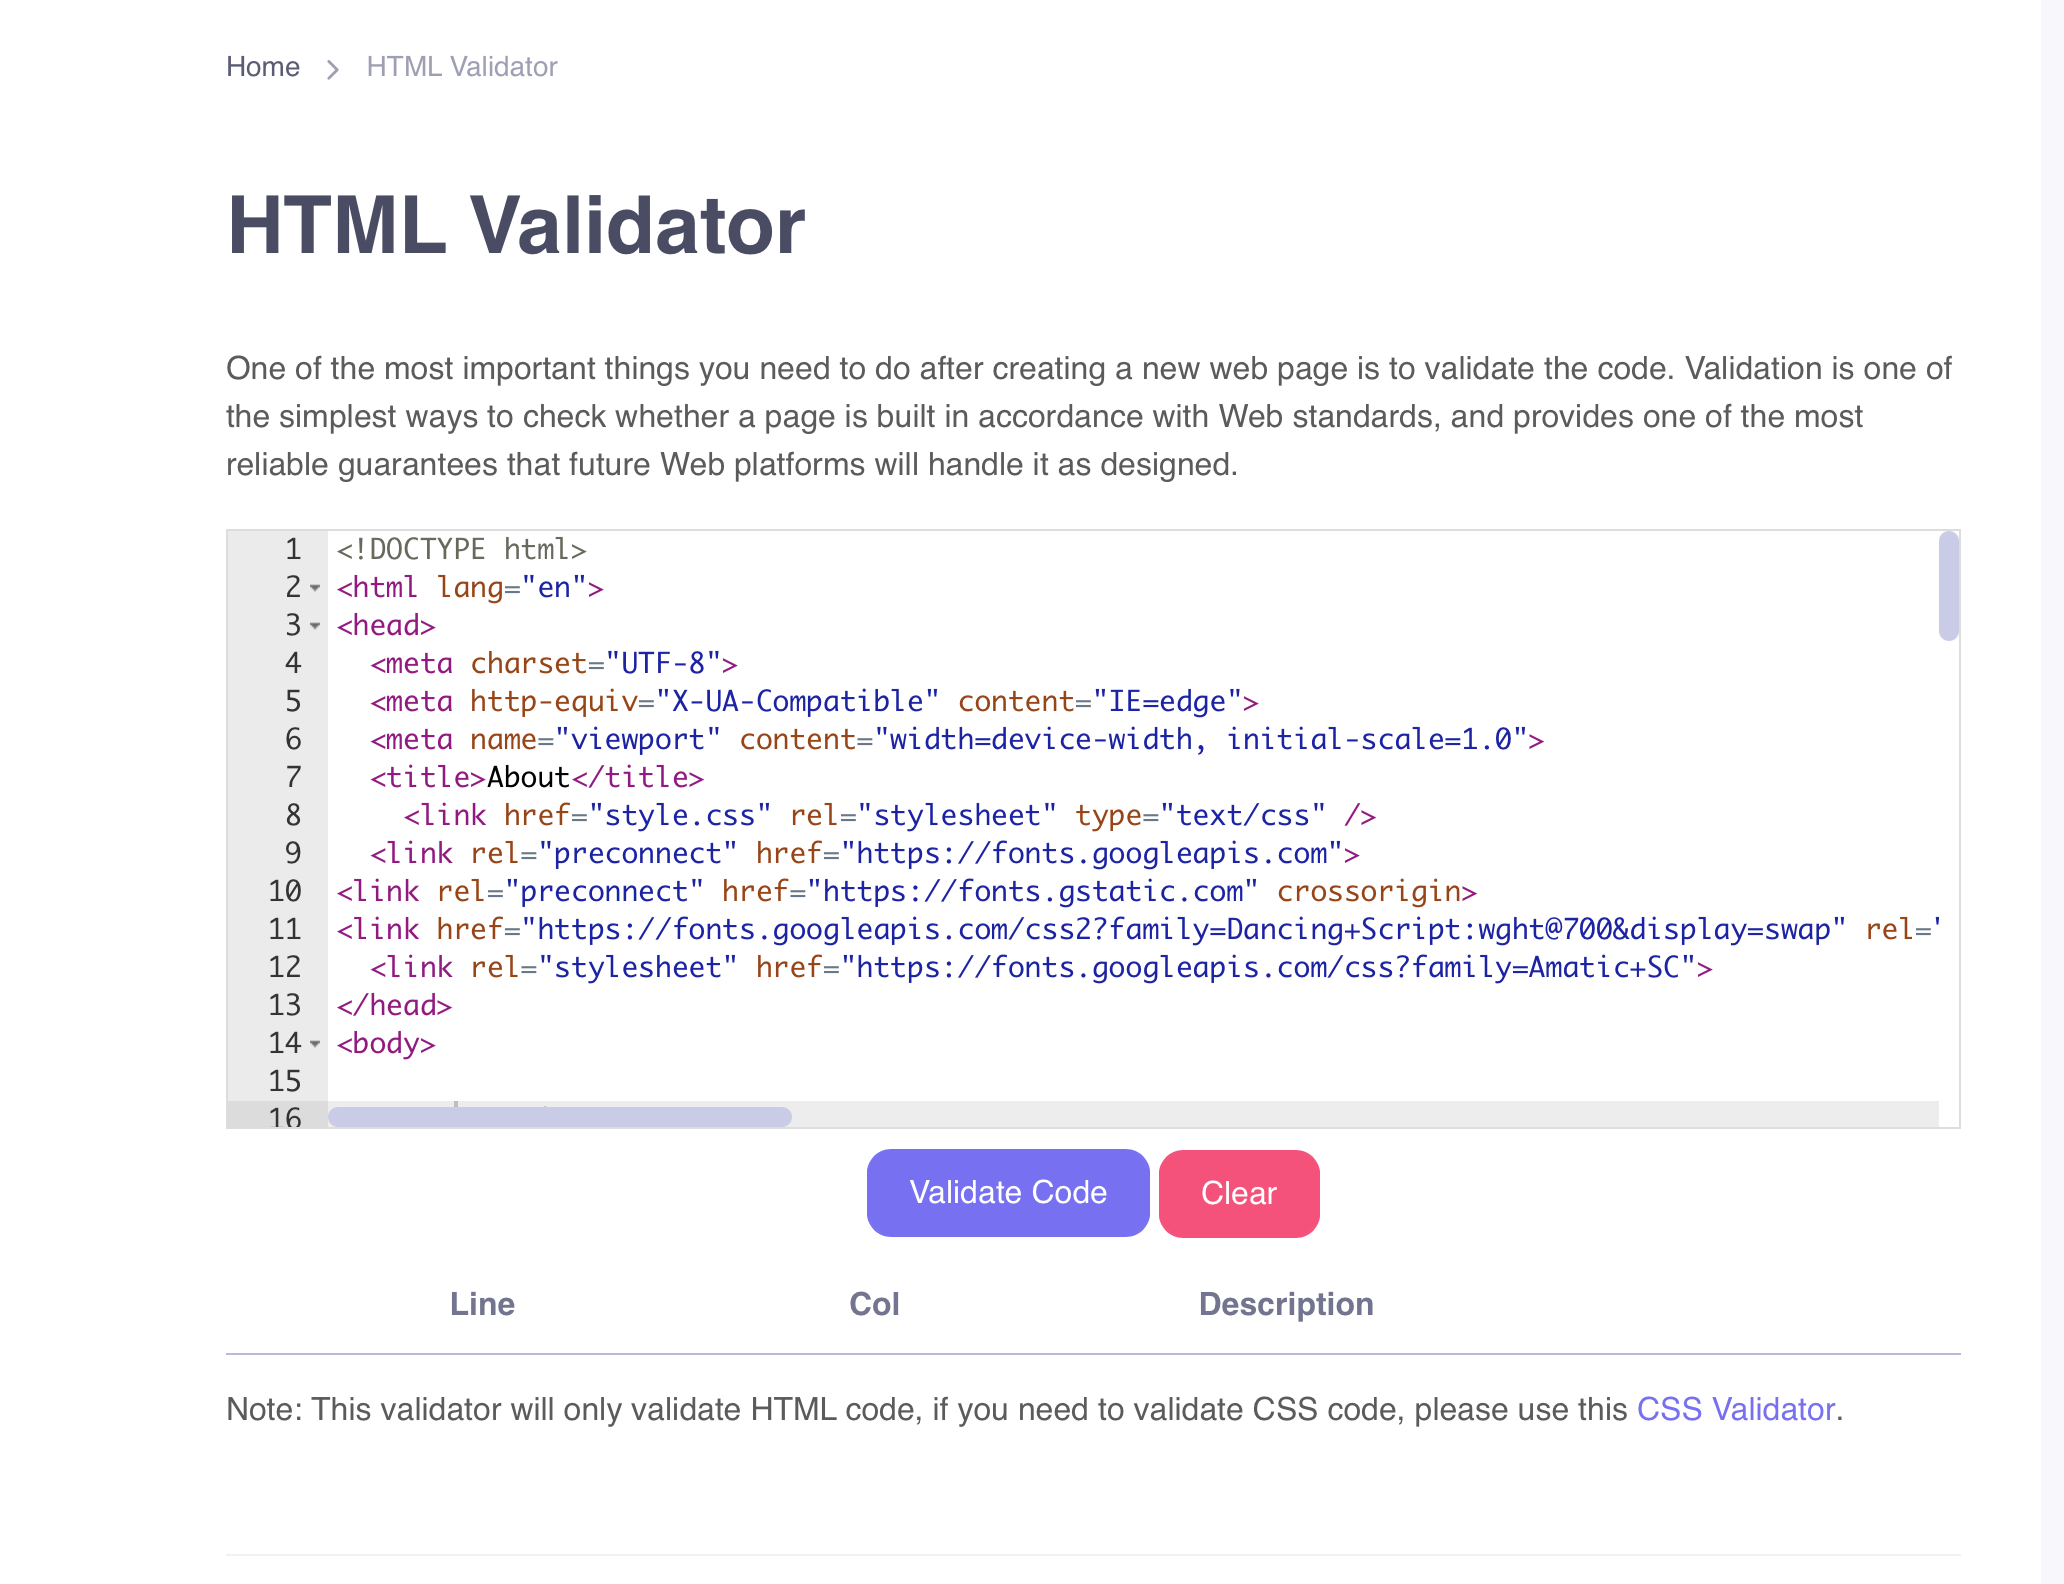 Home > HTML Validator
HTML Validator
One of the most important things you need to do after creating a new web page is to validate the code. Validation is one of
the simplest ways to check whether a page is built in accordance with Web standards, and provides one of the most
reliable guarantees that future Web platforms will handle it as designed.
1 <!DOCTYPE html>
2 <html lang="en">
3 <head>
4   <meta charset="UTF-8">
5   <meta http-equiv="X-UA-Compatible" content="IE=edge">
6   <meta name="viewport" content="width=device-width, initial-scale=1.0">
7   <title>About</title>
8     <link href="style.css" rel="stylesheet" type="text/css" />
9   <link rel="preconnect" href="https://fonts.googleapis.com">
10 <link rel="preconnect" href="https://fonts.gstatic.com" crossorigin>
11 <link href="https://fonts.googleapis.com/css2?family=Dancing+Script:wght@700&display=swap" rel='
12   <link rel="stylesheet" href="https://fonts.googleapis.com/css?family=Amatic+SC">
13 </head>
14 <body>
15
16
Validate Code Clear
Line Col Description
Note: This validator will only validate HTML code, if you need to validate CSS code, please use this CSS Validator.